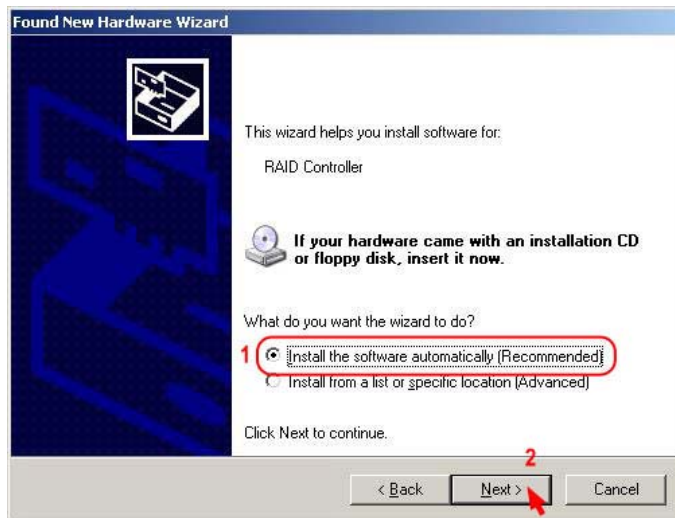 Found New Hardware Wizard
This wizard helps you install software for:
RAID Controller
If your hardware came with an installation CD
or floppy disk, insert it now.
What do you want the wizard to do?
1 Install the software automatically (Recommended)
Install from a list or specific location (Advanced)
Click Next to continue.
2
< Back Next > Cancel